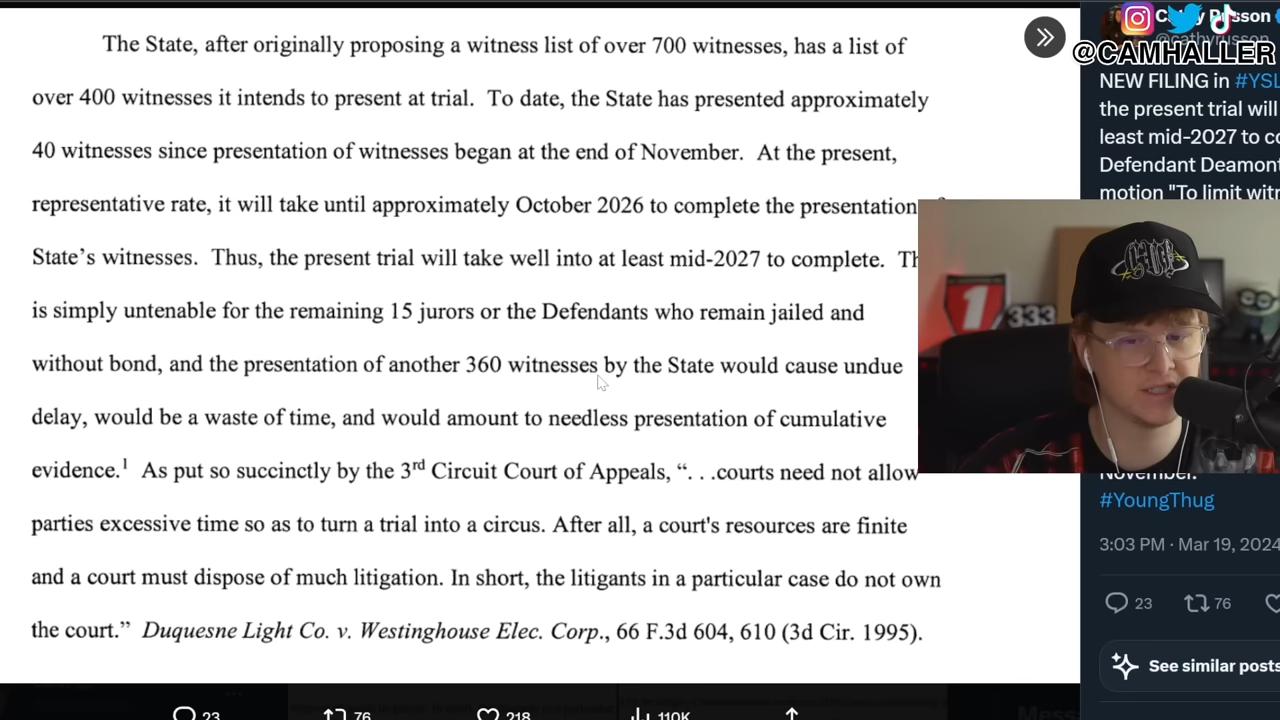 The State, after originally proposing a witness list of over 700 witnesses, has a list of
over 400 witnesses it intends to present at trial. To date, the State has presented approximately
40 witnesses since presentation of witnesses began at the end of November. At the present,
representative rate, it will take until approximately October 2026 to complete the presentation
State's witnesses. Thus, the present trial will take well into at least mid-2027 to complete. Th
is simply untenable for the remaining 15 jurors or the Defendants who remain jailed and
without bond, and the presentation of another 360 witnesses by the State would cause undue
delay, would be a waste of time, and would amount to needless presentation of cumulative
evidence.1 As put so succinctly by the 3rd Circuit Court of Appeals, “. . .courts need not allow
parties excessive time so as to turn a trial into a circus. After all, a court's resources are finite
and a court must dispose of much litigation. In short, the litigants in a particular case do not own
the court.” Duquesne Light Co. v. Westinghouse Elec. Corp., 66 F.3d 604, 610 (3d Cir. 1995).
23 76 218 110K
@cathyrusson
@CAMHALLER
NEW FILING in #YSL
the present trial will
least mid-2027 to co
Defendant Deamont
motion "To limit witn
1 333
November.
#YoungThug
3:03 PM · Mar 19, 2024
23 76
See similar posts